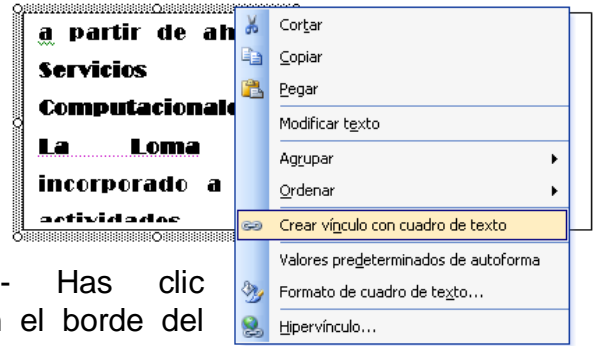 a partir de ah
Servicios
Computacional
La Loma
incorporado a
actividades
Cortar
Copiar
Pegar
Modificar texto
Agrupar
Ordenar
Crear vínculo con cuadro de texto
Valores predeterminados de autoforma
Formato de cuadro de texto...
Hipervínculo...
- Has clic
el borde del